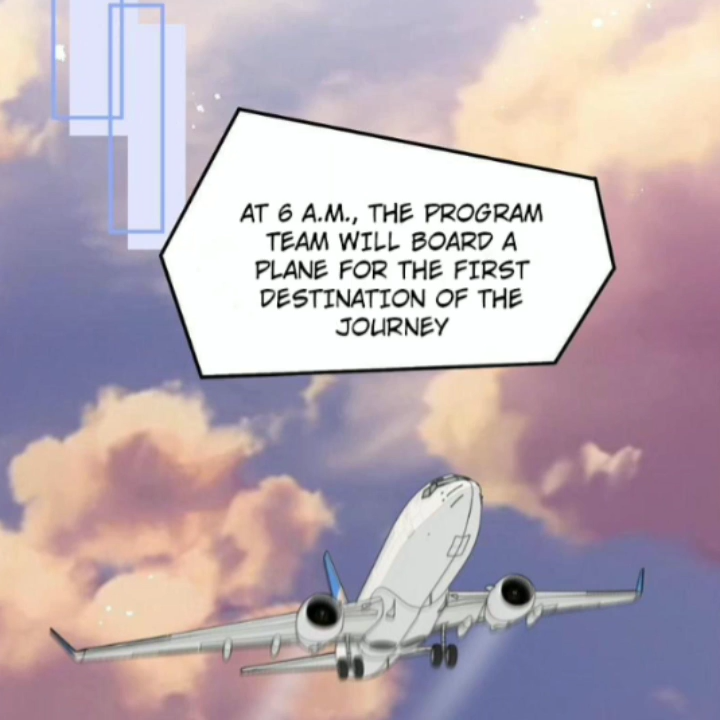 AT 6 A.M., THE PROGRAM
TEAM WILL BOARD A
PLANE FOR THE FIRST
DESTINATION OF THE
JOURNEY